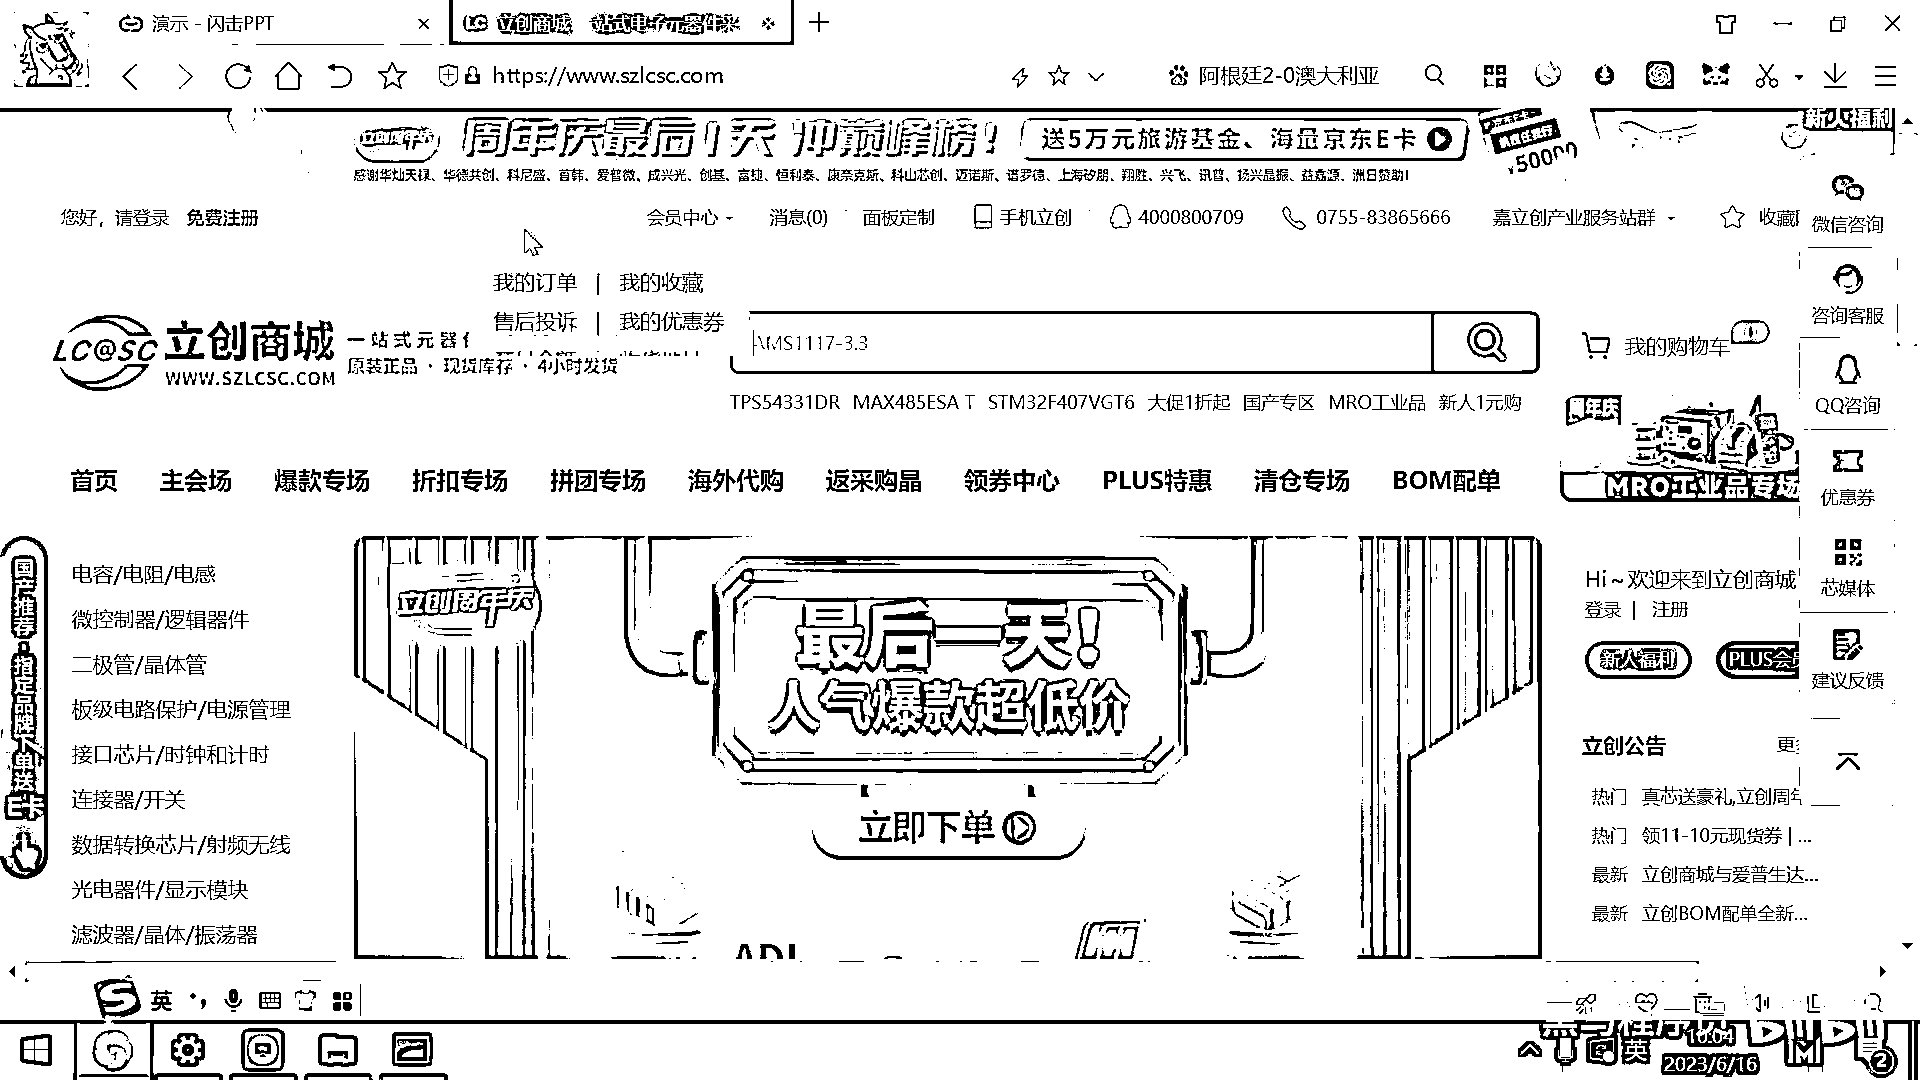 演示 - 闪击PPT
立创商城_一站式电子元器件采
https://www.szlcsc.com
阿根廷2-0澳大利亚
周年庆最后1天 冲巅峰榜!
送5万元旅游基金、海量京东E卡
¥50000
新人福利
感谢华灿天禄、华德共创、科尼盛、首韩、爱智微、成兴光、创基、富捷、恒利泰、康奈克斯、科山芯创、迈诺斯、诺罗德、上海矽朋、翔胜、兴飞、讯普、扬兴晶振、益鑫源、洲日赞助!
您好,请登录 免费注册
会员中心 消息(0) 面板定制 手机立创 4000800709 0755-83865666 嘉立创产业服务站群 收藏
我的订单 | 我的收藏
售后投诉 | 我的优惠券
LC@SC 立创商城
WWW.SZLCSC.COM
一站式元器
原装正品 · 现货库存 · 4小时发货
AMS1117-3.3
我的购物车 0
TPS54331DR MAX485ESA T STM32F407VGT6 大促1折起 国产专区 MRO工业品 新人1元购
周年庆
MRO工业品专场
首页 主会场 爆款专场 折扣专场 拼团专场 海外代购 返采购晶 领券中心 PLUS特惠 清仓专场 BOM配单
国产推荐·指定品牌下单送E卡
电容/电阻/电感
微控制器/逻辑器件
二极管/晶体管
板级电路保护/电源管理
接口芯片/时钟和计时
连接器/开关
数据转换芯片/射频无线
光电器件/显示模块
滤波器/晶体/振荡器
立创周年庆
最后一天!
人气爆款超低价
立即下单
ADI
Hi~欢迎来到立创商城
登录 | 注册
新人福利 PLUS会
立创公告
热门 真芯送豪礼,立创周年
热门 领11-10元现货券 | ...
最新 立创商城与爱普生达...
最新 立创BOM配单全新...
微信咨询
咨询客服
QQ咨询
优惠券
芯媒体
建议反馈
英
英
10:04
2023/6/16
2